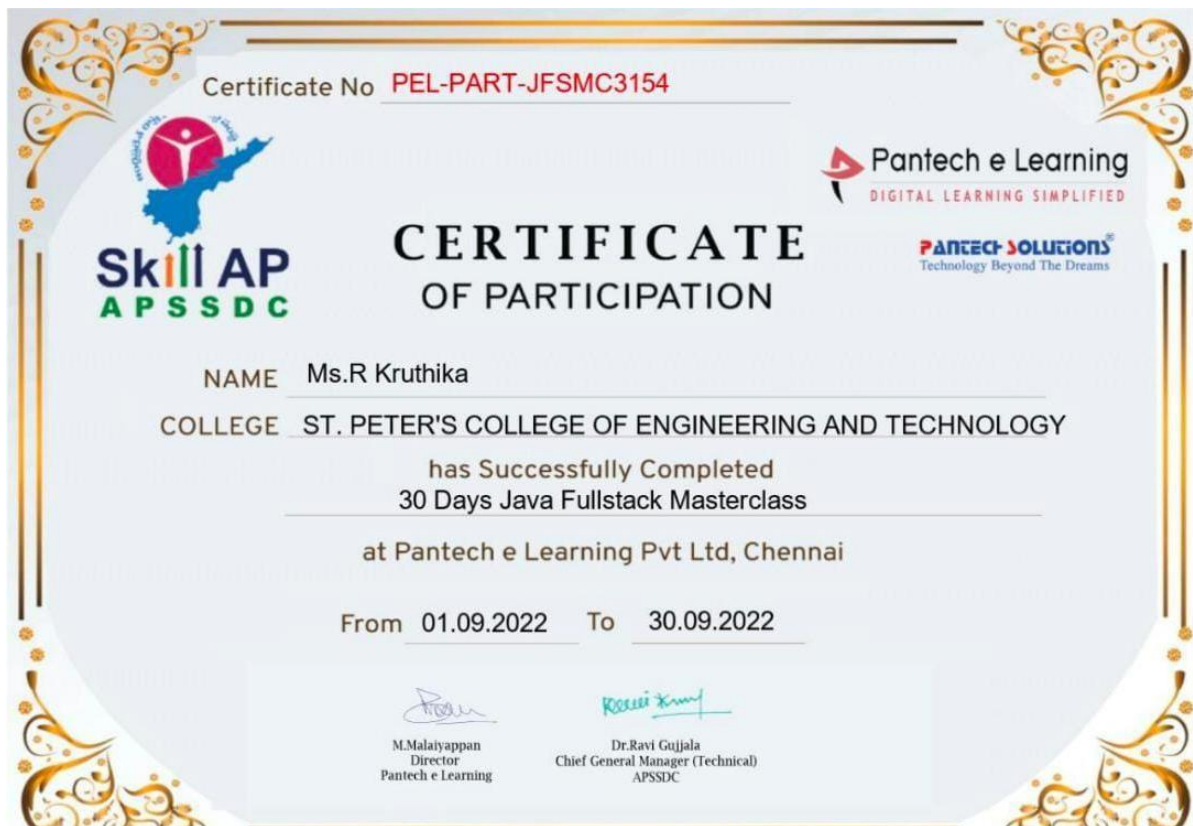 Certificate No PEL-PART-JFSMC3154
Pantech e Learning
DIGITAL LEARNING SIMPLIFIED
PANTECH SOLUTIONS®
Technology Beyond The Dreams
Skill AP
APSSDC
CERTIFICATE
OF PARTICIPATION
NAME Ms.R Kruthika
COLLEGE ST. PETER'S COLLEGE OF ENGINEERING AND TECHNOLOGY
has Successfully Completed
30 Days Java Fullstack Masterclass
at Pantech e Learning Pvt Ltd, Chennai
From 01.09.2022 To 30.09.2022
M.Malaiyappan
Director
Pantech e Learning
Dr.Ravi Gujjala
Chief General Manager (Technical)
APSSDC